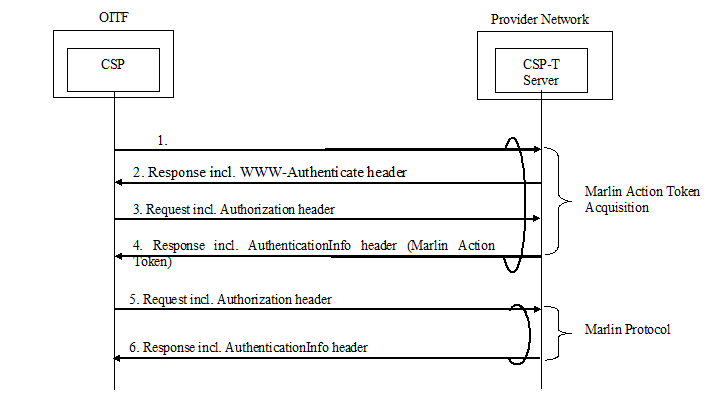 OITF
Provider Network
CSP
CSP-T
Server
1.
2. Response incl. WWW-Authenticate header
3. Request incl. Authorization header
Marlin Action Token
Acquisition
4. Response incl. AuthenticationInfo header (Marlin Action
Token)
5. Request incl. Authorization header
Marlin Protocol
6. Response incl. AuthenticationInfo header